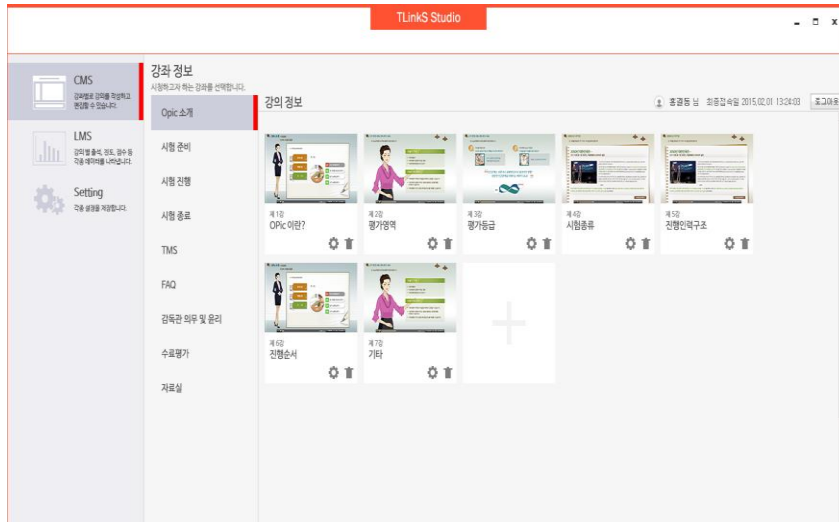 TLinkS Studio
CMS
강좌별로 강의를 작성하고
편집할 수 있습니다.
LMS
강의 별 출석, 진도, 점수 등
각종 데이터를 나타냅니다.
Setting
각종 설정을 저장합니다.
강좌 정보
시청하고자 하는 강좌를 선택합니다.
Opic 소개
시험 준비
시험 진행
시험 종료
TMS
FAQ
감독관 의무 및 윤리
수료평가
자료실
강의 정보
홍길동 님 최종접속일 2015,02,01 13:24:03 로그아웃
제 1강
OPic 이란?
제 2강
평가영역
제 3강
평가등급
제 4강
시험종류
제 5강
진행인력구조
제 6강
진행순서
제 7강
기타